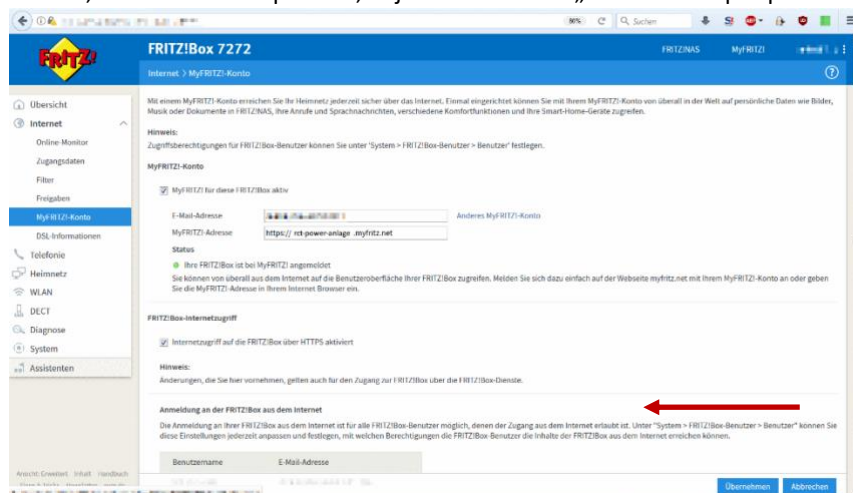 80%
Suchen
FRITZ!
FRITZ!Box 7272
FRITZ!NAS
MyFRITZ!
Internet > MyFRITZ!-Konto
Übersicht
Internet
Online-Monitor
Zugangsdaten
Filter
Freigaben
MyFRITZ!-Konto
DSL-Informationen
Telefonie
Heimnetz
WLAN
DECT
Diagnose
System
Assistenten
Mit einem MyFRITZ!-Konto erreichen Sie Ihr Heimnetz jederzeit sicher über das Internet. Einmal eingerichtet können Sie mit Ihrem MyFRITZ!-Konto von überall in der Welt auf persönliche Daten wie Bilder,
Musik oder Dokumente in FRITZ!NAS, Ihre Anrufe und Sprachnachrichten, verschiedene Komfortfunktionen und Ihre Smart-Home-Geräte zugreifen.
Hinweis:
Zugriffsberechtigungen für FRITZ!Box-Benutzer können Sie unter "System > FRITZ!Box-Benutzer > Benutzer" festlegen.
MyFRITZ!-Konto
MyFRITZ! für diese FRITZ!Box aktiv
E-Mail-Adresse
Anderes MyFRITZ!-Konto
MyFRITZ!-Adresse https:// rct-power-anlage .myfritz.net
Status
Ihre FRITZ!Box ist bei MyFRITZ! angemeldet
Sie können von überall aus dem Internet auf die Benutzeroberfläche Ihrer FRITZ!Box zugreifen. Melden Sie sich dazu einfach auf der Webseite myfritz.net mit Ihrem MyFRITZ!-Konto an oder geben
Sie die MyFRITZ!-Adresse in Ihrem Internet Browser ein.
FRITZ!Box-Internetzugriff
Internetzugriff auf die FRITZ!Box über HTTPS aktiviert
Hinweis:
Änderungen, die Sie hier vornehmen, gelten auch für den Zugang zur FRITZ!Box über die FRITZ!Box-Dienste.
Anmeldung an der FRITZ!Box aus dem Internet
Die Anmeldung an Ihrer FRITZ!Box aus dem Internet ist für alle FRITZ!Box-Benutzer möglich, denen der Zugang aus dem Internet erlaubt ist. Unter "System > FRITZ!Box-Benutzer > Benutzer" können Sie
diese Einstellungen jederzeit anpassen und festlegen, mit welchen Berechtigungen die FRITZ!Box-Benutzer die Inhalte der FRITZ!Box aus dem Internet erreichen können.
Benutzername E-Mail-Adresse
Ansicht: Erweitert Inhalt Handbuch
Übernehmen Abbrechen